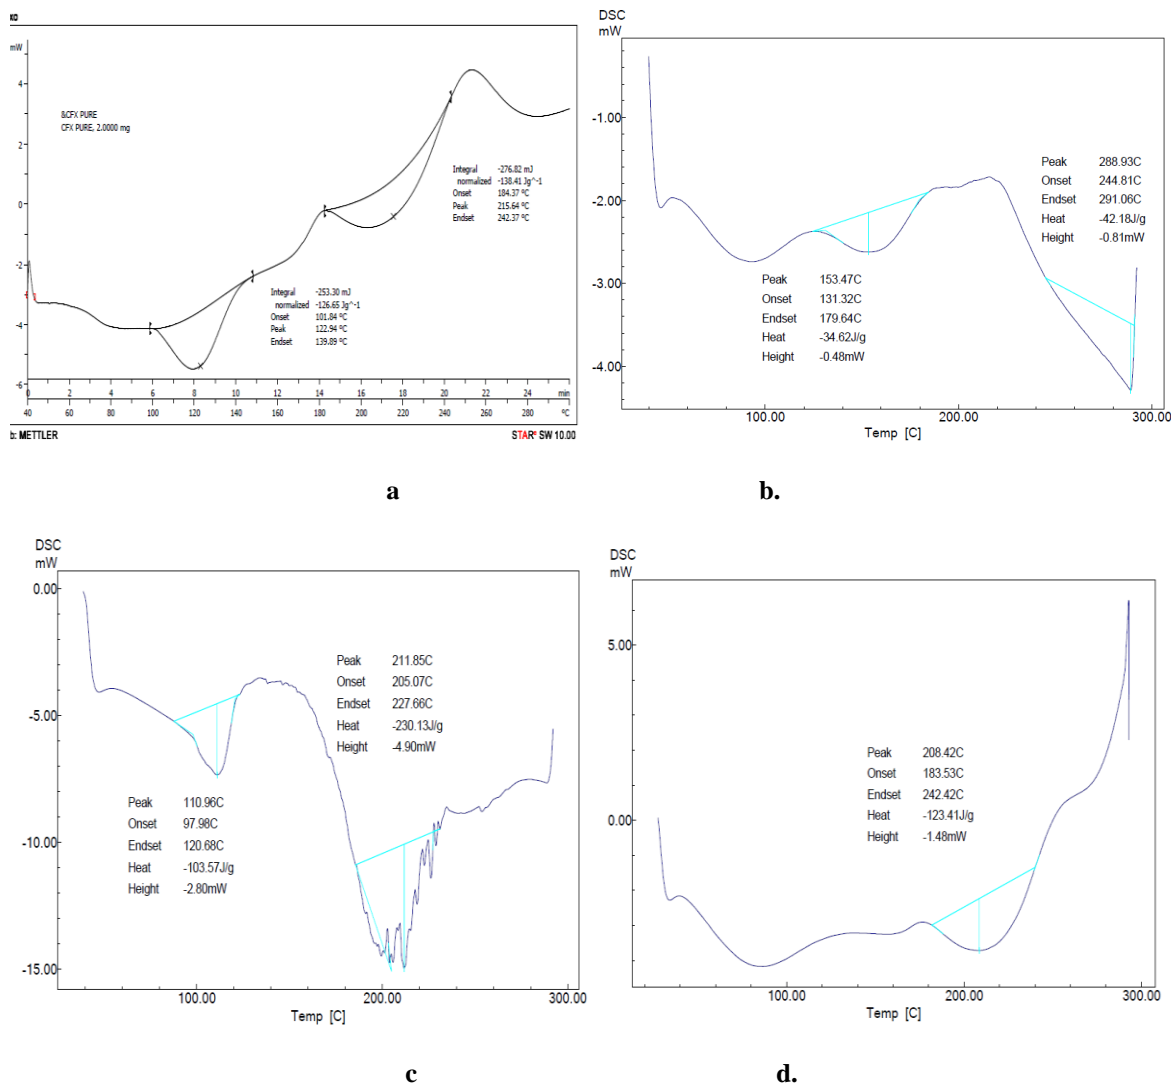 mW
&CFX PURE
CFX PURE, 2.0000 mg
4
2
0
-2
-4
-6
Integral -276.82 mJ
normalized -138.41 Jg^-1
Onset 184.37 °C
Peak 215.64 °C
Endset 242.37 °C
Integral -253.30 mJ
normalized -126.65 Jg^-1
Onset 101.84 °C
Peak 122.94 °C
Endset 139.89 °C
0 2 4 6 8 10 12 14 16 18 20 22 24 min
40 60 80 100 120 140 160 180 200 220 240 260 280 °C
b: METTLER STARe SW 10.00
a
DSC
mW
-1.00
-2.00
-3.00
-4.00
Peak 288.93C
Onset 244.81C
Endset 291.06C
Heat -42.18J/g
Height -0.81mW
Peak 153.47C
Onset 131.32C
Endset 179.64C
Heat -34.62J/g
Height -0.48mW
100.00 200.00 300.00
Temp [C]
b.
DSC
mW
0.00
-5.00
-10.00
-15.00
Peak 211.85C
Onset 205.07C
Endset 227.66C
Heat -230.13J/g
Height -4.90mW
Peak 110.96C
Onset 97.98C
Endset 120.68C
Heat -103.57J/g
Height -2.80mW
100.00 200.00 300.00
Temp [C]
c
DSC
mW
5.00
0.00
Peak 208.42C
Onset 183.53C
Endset 242.42C
Heat -123.41J/g
Height -1.48mW
100.00 200.00 300.00
Temp [C]
d.